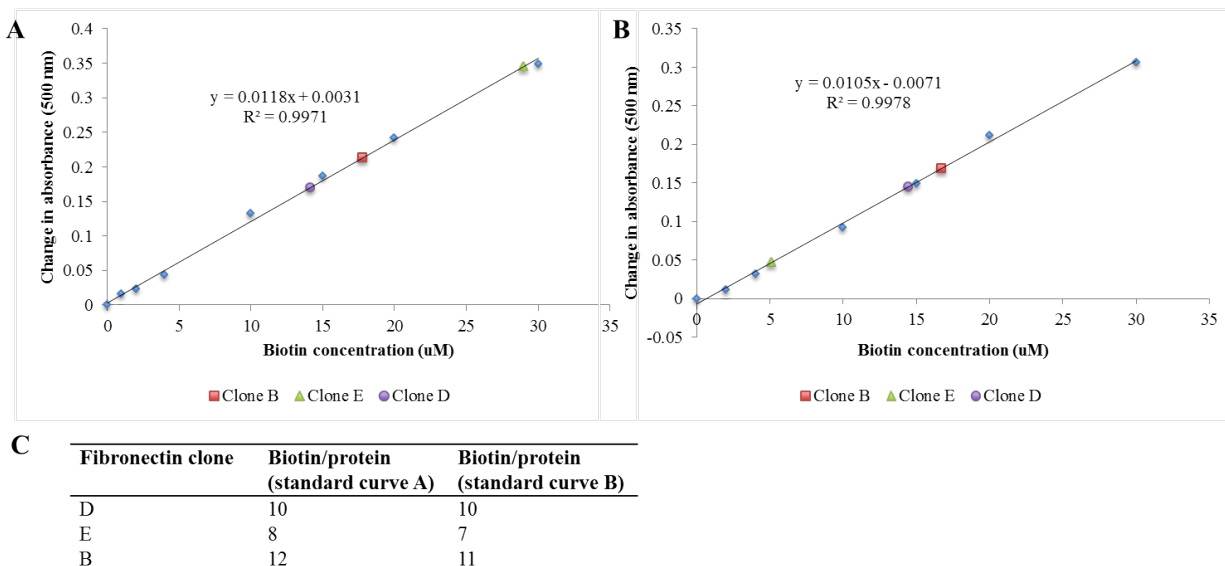 A
Change in absorbance (500 nm)
0.4
0.35
0.3
0.25
0.2
0.15
0.1
0.05
0
y = 0.0118x + 0.0031
R² = 0.9971
0 5 10 15 20 25 30 35
Biotin concentration (uM)
Clone B Clone E Clone D
B
Change in absorbance (500 nm)
0.35
0.3
0.25
0.2
0.15
0.1
0.05
0
-0.05
y = 0.0105x - 0.0071
R² = 0.9978
0 5 10 15 20 25 30 35
Biotin concentration (uM)
Clone B Clone E Clone D
C
Fibronectin clone Biotin/protein Biotin/protein
(standard curve A) (standard curve B)
D 10 10
E 8 7
B 12 11